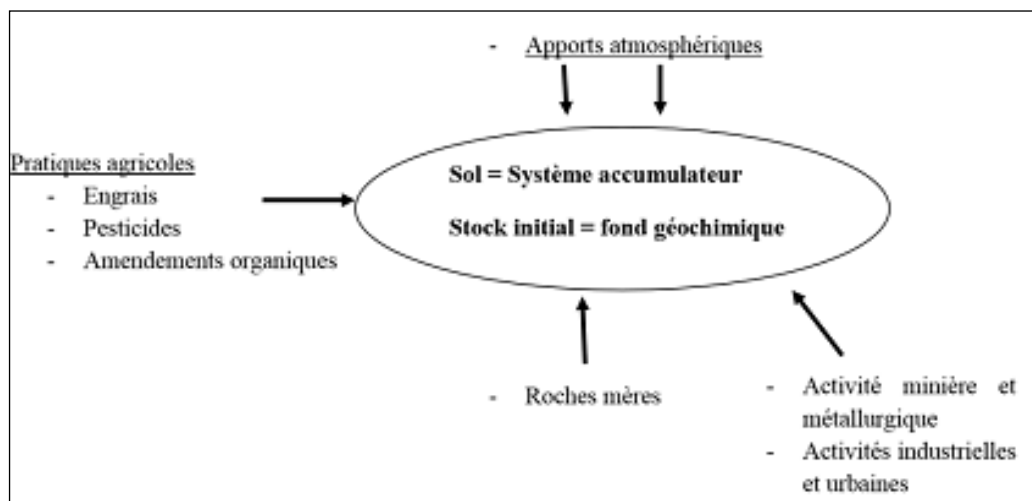 - Apports atmosphériques
Pratiques agricoles
- Engrais
- Pesticides
- Amendements organiques
Sol = Système accumulateur
Stock initial = fond géochimique
- Roches mères
- Activité minière et
métallurgique
- Activités industrielles
et urbaines